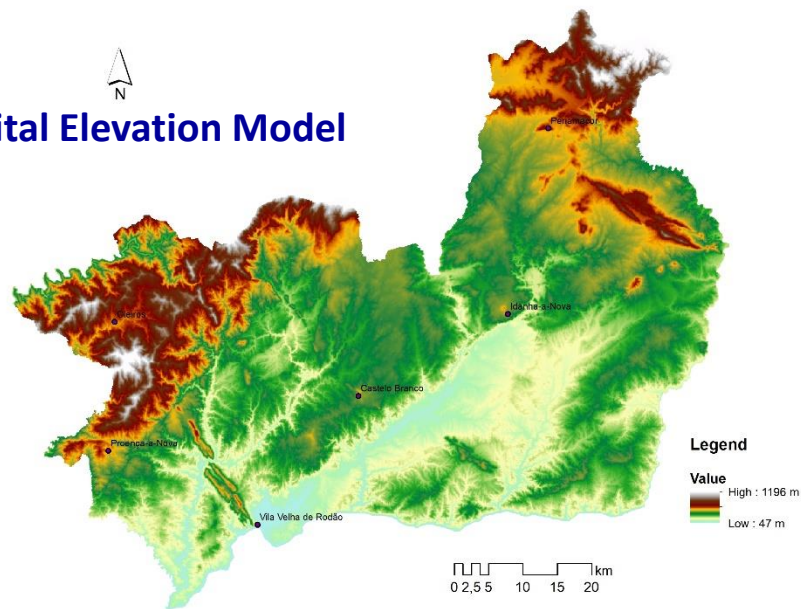 N
ital Elevation Model
Penamacor
Idanha-a-Nova
Oleiros
Castelo Branco
Proença-a-Nova
Vila Velha de Rodão
Legend
Value
High : 1196 m
Low : 47 m
km
0 2,5 5 10 15 20